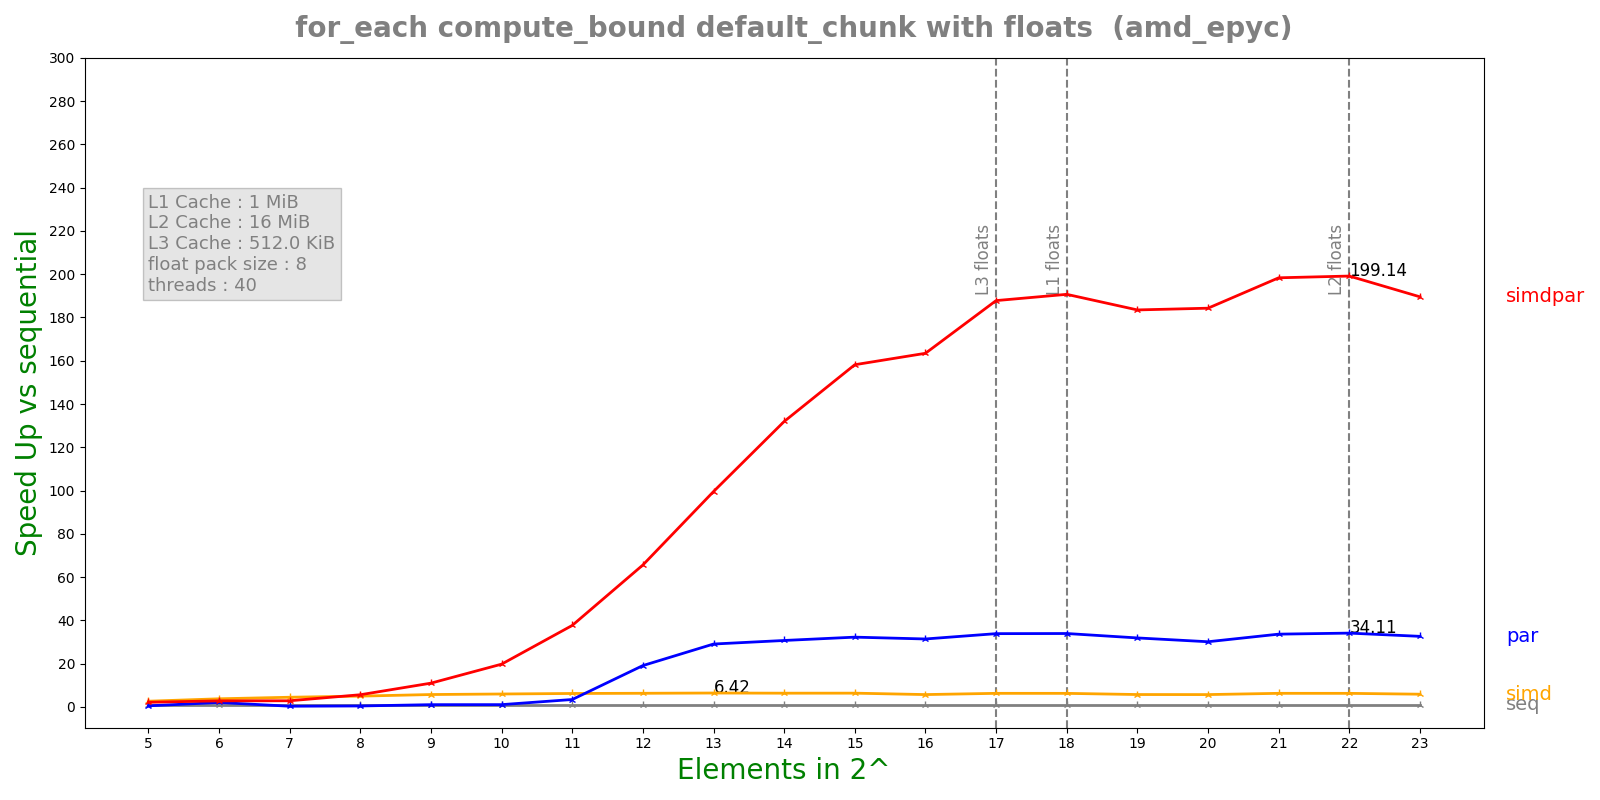 for_each compute_bound default_chunk with floats (amd_epyc)
300
280
260
240
220
200
180
160
140
120
100
80
60
40
20
0
Speed Up vs sequential
L1 Cache : 1 MiB
L2 Cache : 16 MiB
L3 Cache : 512.0 KiB
float pack size : 8
threads : 40
L3 floats
L1 floats
L2 floats
199.14
34.11
6.42
simdpar
par
simd
seq
5 6 7 8 9 10 11 12 13 14 15 16 17 18 19 20 21 22 23
Elements in 2^